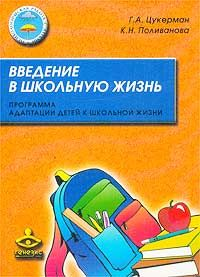 Г.А. Цукерман
К.Н. Поливанова
ВВЕДЕНИЕ
В ШКОЛЬНУЮ ЖИЗНЬ
ПРОГРАММА
АДАПТАЦИИ ДЕТЕЙ К ШКОЛЬНОЙ ЖИЗНИ
ГЕНЕЗИС